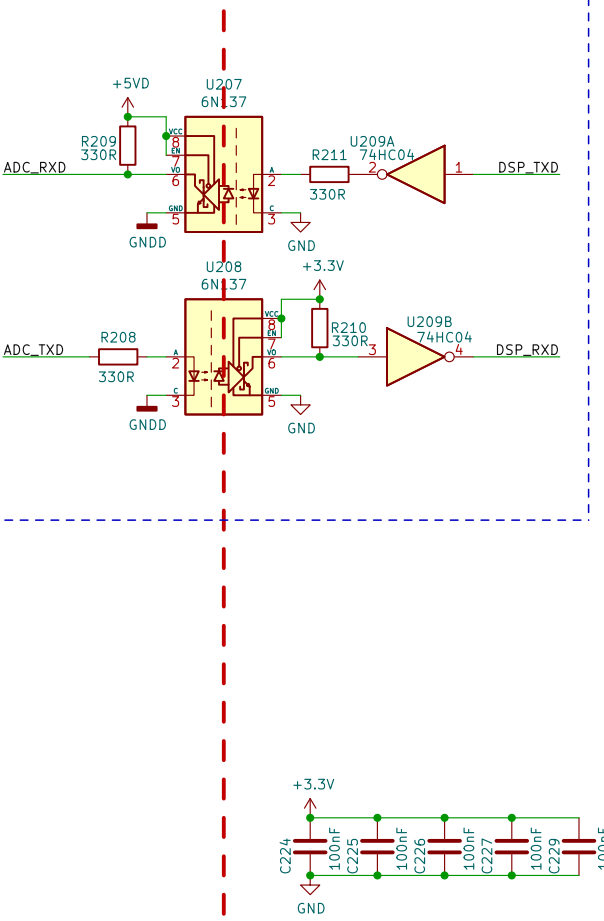 +5VD
U207
6N137
VCC
8
EN
7
VO
6
GND
5
A
2
C
3
R209
330R
ADC_RXD
GNDD
R211
330R
U209A
74HC04
2
1
DSP_TXD
GND
U208
6N137
+3.3V
VCC
8
EN
7
VO
6
GND
5
A
2
C
3
R210
330R
U209B
74HC04
3
4
DSP_RXD
ADC_TXD
R208
330R
GNDD
GND
+3.3V
C224
100nF
C225
100nF
C226
100nF
C227
100nF
C229
GND